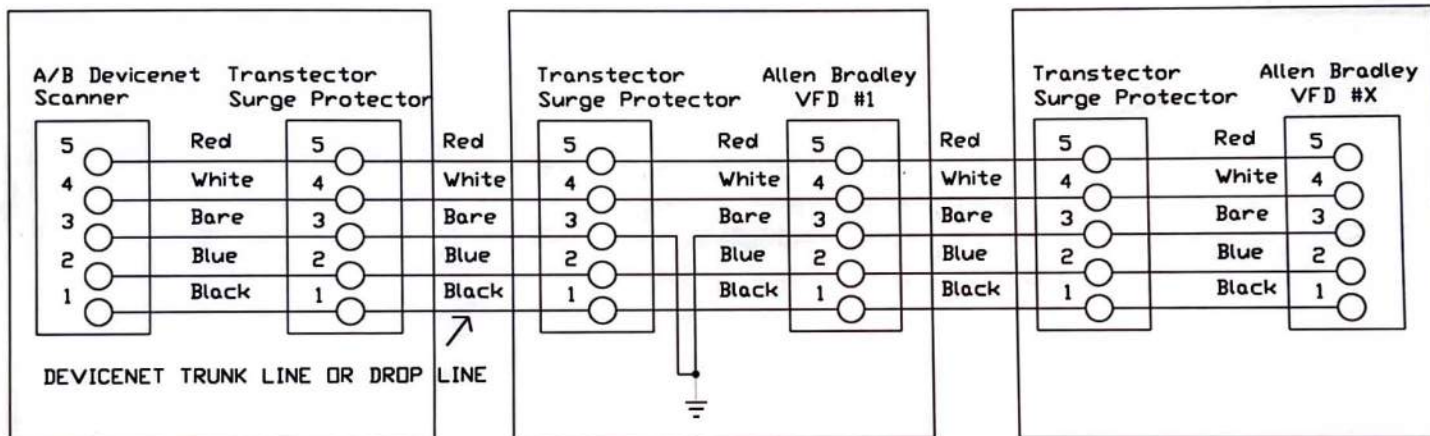 A/B Devicenet Scanner
Transtector Surge Protector
Transtector Surge Protector
Allen Bradley VFD #1
Transtector Surge Protector
Allen Bradley VFD #X
5 Red 5 Red 5 Red 5 Red 5 Red 5
4 White 4 White 4 White 4 White 4 White 4
3 Bare 3 Bare 3 Bare 3 Bare 3 Bare 3
2 Blue 2 Blue 2 Blue 2 Blue 2 Blue 2
1 Black 1 Black 1 Black 1 Black 1 Black 1
DEVICENET TRUNK LINE OR DROP LINE